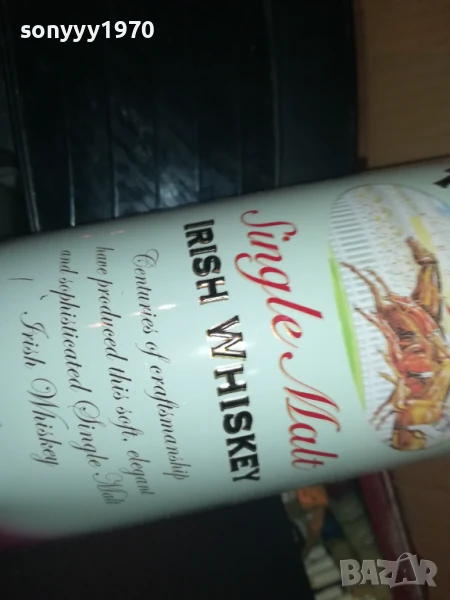 sonyyy1970
Single Malt
IRISH WHISKEY
Centuries of craftsmanship
have produced this soft, elegant
and sophisticated Single Malt
Irish Whiskey
BAZAR